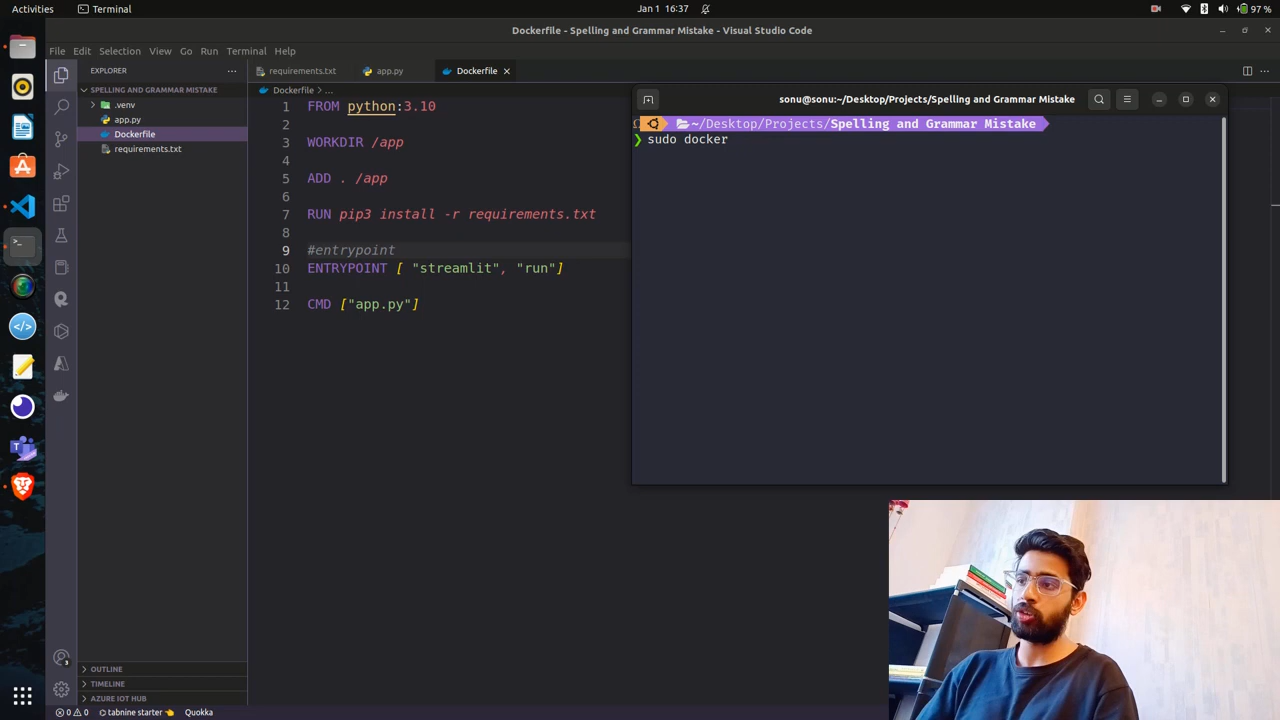 Activities
Terminal
Jan 1 16:37
97 %
Dockerfile - Spelling and Grammar Mistake - Visual Studio Code
File Edit Selection View Go Run Terminal Help
EXPLORER
requirements.txt
app.py
Dockerfile
SPELLING AND GRAMMAR MISTAKE
.venv
app.py
Dockerfile
requirements.txt
Dockerfile > ...
1 FROM python:3.10
2
3 WORKDIR /app
4
5 ADD . /app
6
7 RUN pip3 install -r requirements.txt
8
9 #entrypoint
10 ENTRYPOINT [ "streamlit", "run"]
11
12 CMD ["app.py"]
sonu@sonu:~/Desktop/Projects/Spelling and Grammar Mistake
~/Desktop/Projects/Spelling and Grammar Mistake
❯ sudo docker
OUTLINE
TIMELINE
AZURE IOT HUB
3
0 0 tabnine starter Quokka